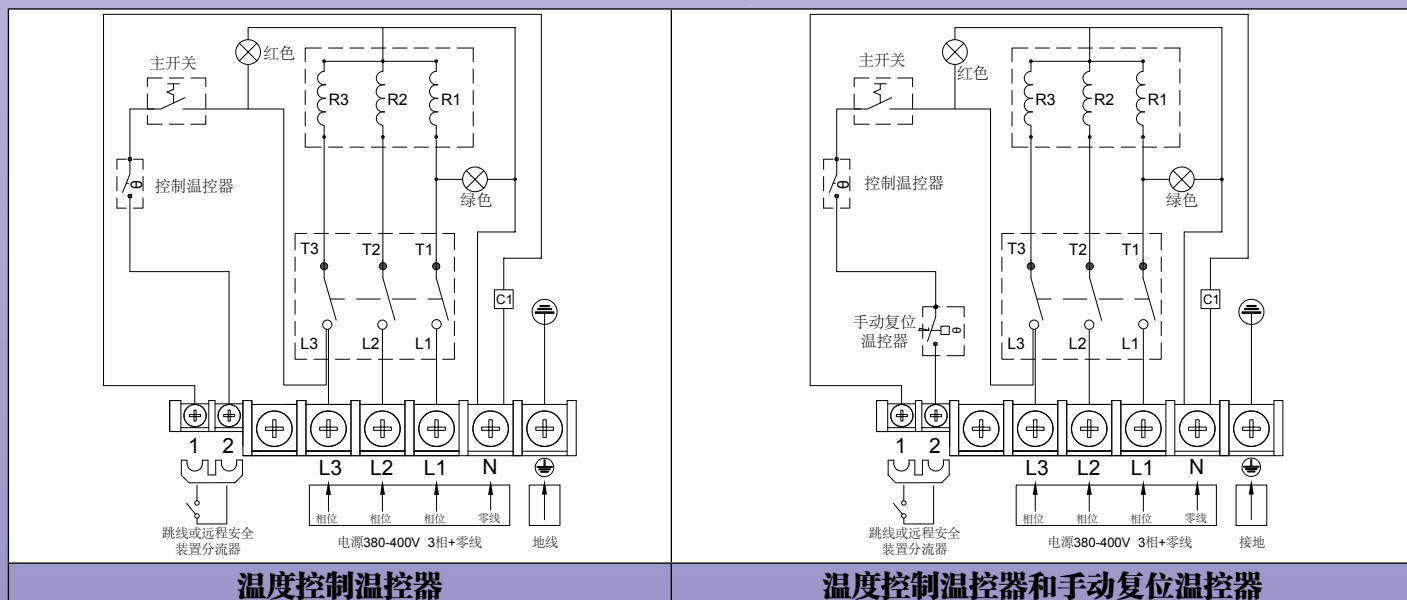 主开关
红色
R3 R2 R1
控制温控器
绿色
T3 T2 T1
C1
L3 L2 L1
1 2
L3 L2 L1 N
相位 相位 相位 零线
跳线或远程安全
装置分流器
电源380-400V 3相+零线
地线
温度控制温控器
主开关
红色
R3 R2 R1
控制温控器
绿色
T3 T2 T1
C1
手动复位
温控器
θ
L3 L2 L1
1 2
L3 L2 L1 N
相位 相位 相位 零线
跳线或远程安全
装置分流器
电源380-400V 3相+零线
接地
温度控制温控器和手动复位温控器